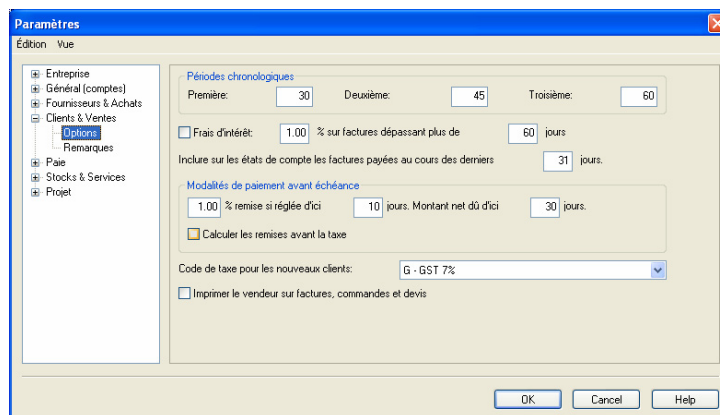 Paramètres
Édition Vue
Entreprise
Général (comptes)
Fournisseurs & Achats
Clients & Ventes
Options
Remarques
Paie
Stocks & Services
Projet
Périodes chronologiques
Première: 30 Deuxième: 45 Troisième: 60
Frais d'intérêt: 1.00 % sur factures dépassant plus de 60 jours
Inclure sur les états de compte les factures payées au cours des derniers 31 jours.
Modalités de paiement avant échéance
1.00 % remise si réglée d'ici 10 jours. Montant net dû d'ici 30 jours.
Calculer les remises avant la taxe
Code de taxe pour les nouveaux clients: G - GST 7%
Imprimer le vendeur sur factures, commandes et devis
OK Cancel Help